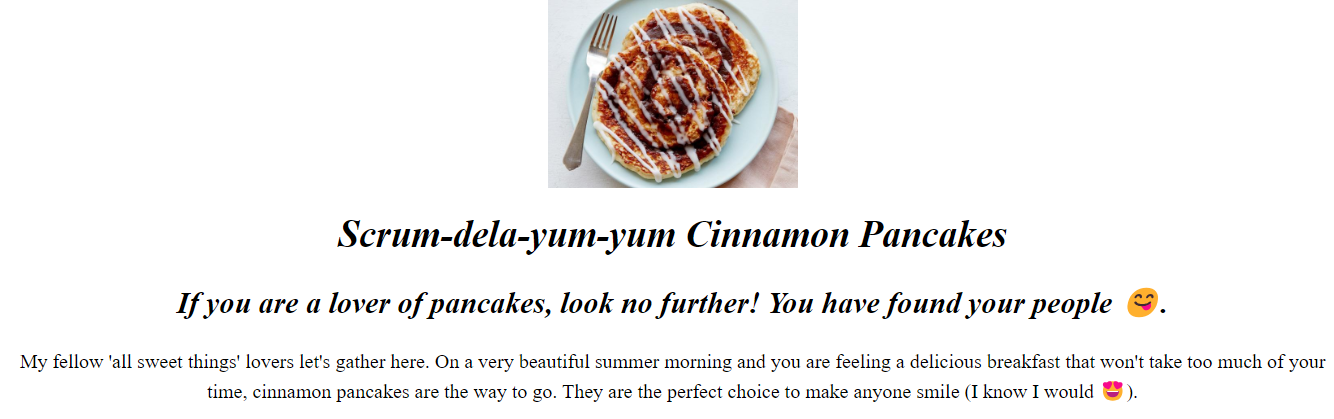 Scrum-dela-yum-yum Cinnamon Pancakes
If you are a lover of pancakes, look no further! You have found your people 😋.
My fellow 'all sweet things' lovers let's gather here. On a very beautiful summer morning and you are feeling a delicious breakfast that won't take too much of your
time, cinnamon pancakes are the way to go. They are the perfect choice to make anyone smile (I know I would 😍).